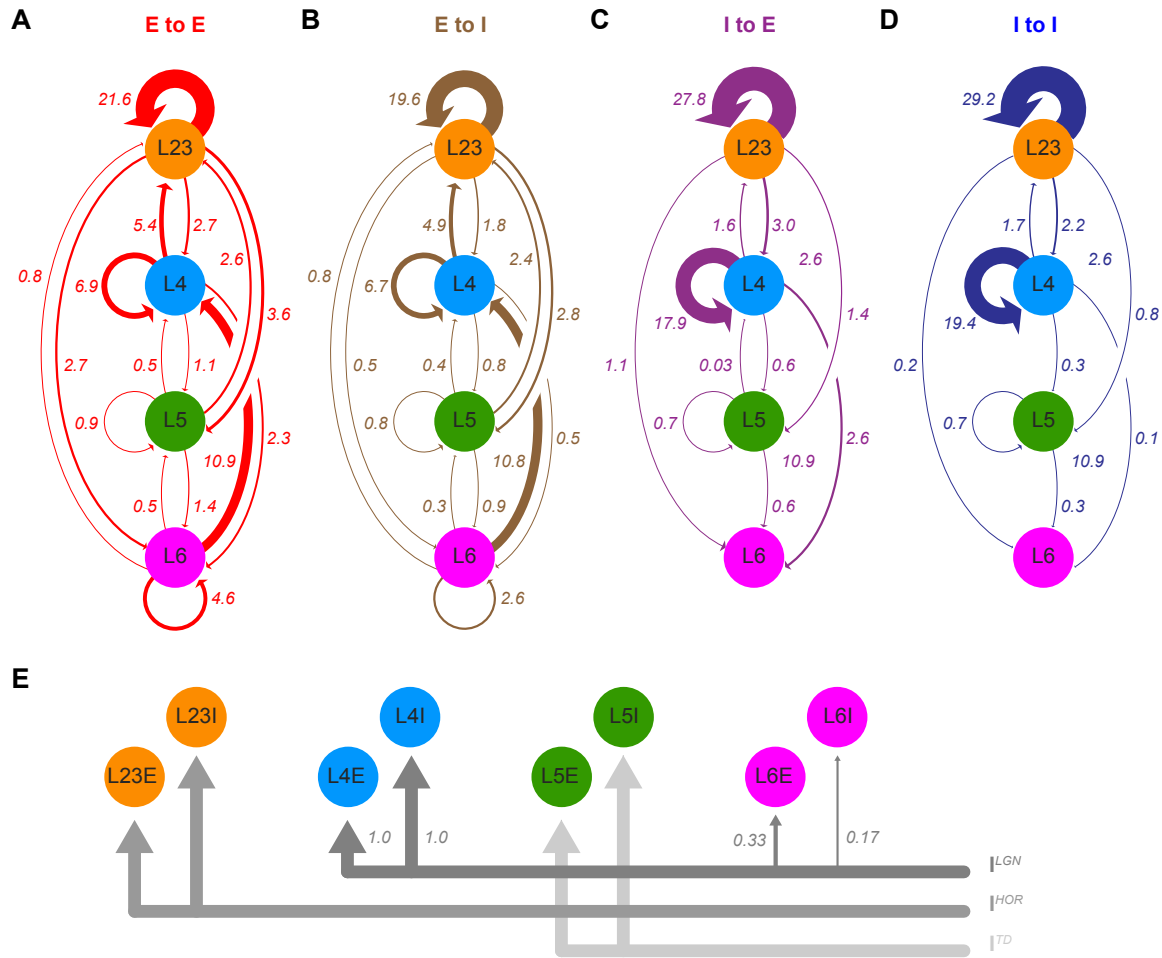 A
E to E
B
E to I
C
I to E
D
I to I
21.6
L23
5.4
2.7
2.6
6.9
L4
0.8
3.6
2.7
0.5
1.1
0.9
L5
2.3
10.9
0.5
1.4
L6
4.6
19.6
L23
4.9
1.8
2.4
6.7
L4
0.8
2.8
0.5
0.4
0.8
0.8
L5
0.5
10.8
0.3
0.9
L6
2.6
27.8
L23
1.6
3.0
2.6
L4
17.9
1.4
1.1
0.03
0.6
0.7
L5
2.6
10.9
0.6
L6
29.2
L23
1.7
2.2
2.6
L4
19.4
0.8
0.2
0.3
0.7
L5
0.1
10.9
0.3
L6
E
L23I
L4I
L5I
L6I
L23E
L4E
L5E
L6E
1.0
1.0
0.33
0.17
I^LGN
I^HOR
I^TD